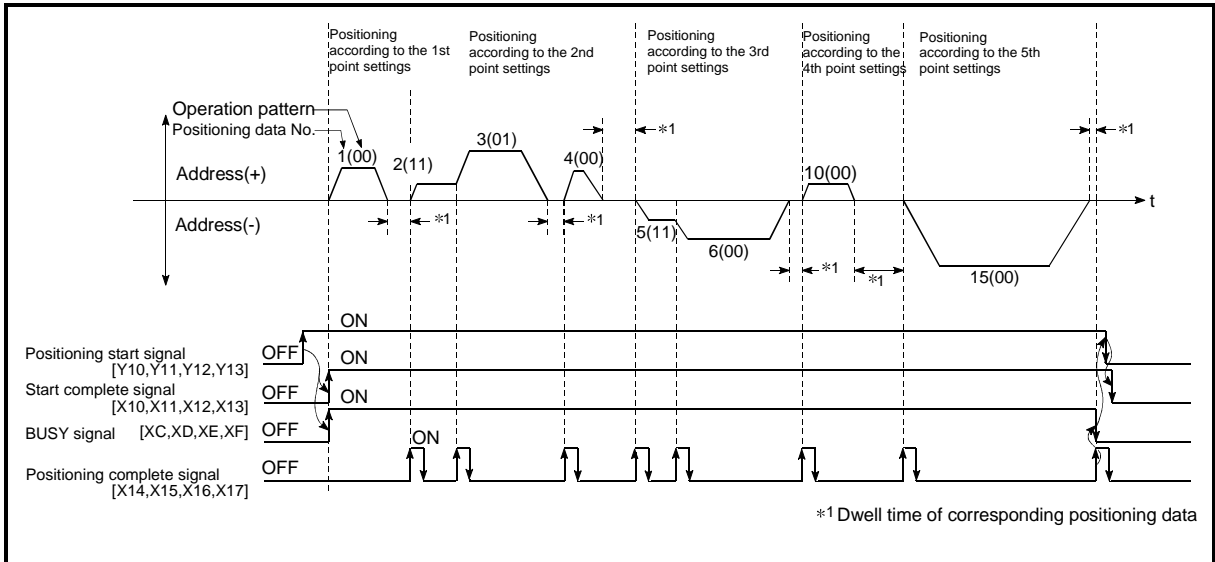 Positioning
according to the 1st
point settings
Positioning
according to the 2nd
point settings
Positioning
according to the 3rd
point settings
Positioning
according to the
4th point settings
Positioning
according to the 5th
point settings
Operation pattern
Positioning data No.
1(00)
2(11)
3(01)
4(00)
*1
*1
10(00)
Address(+)
t
Address(-)
*1
*1
5(11)
6(00)
*1
*1
15(00)
ON
Positioning start signal
[Y10,Y11,Y12,Y13]
OFF
ON
Start complete signal
[X10,X11,X12,X13]
OFF
ON
BUSY signal [XC,XD,XE,XF]
OFF
ON
Positioning complete signal
[X14,X15,X16,X17]
OFF
*1 Dwell time of corresponding positioning data